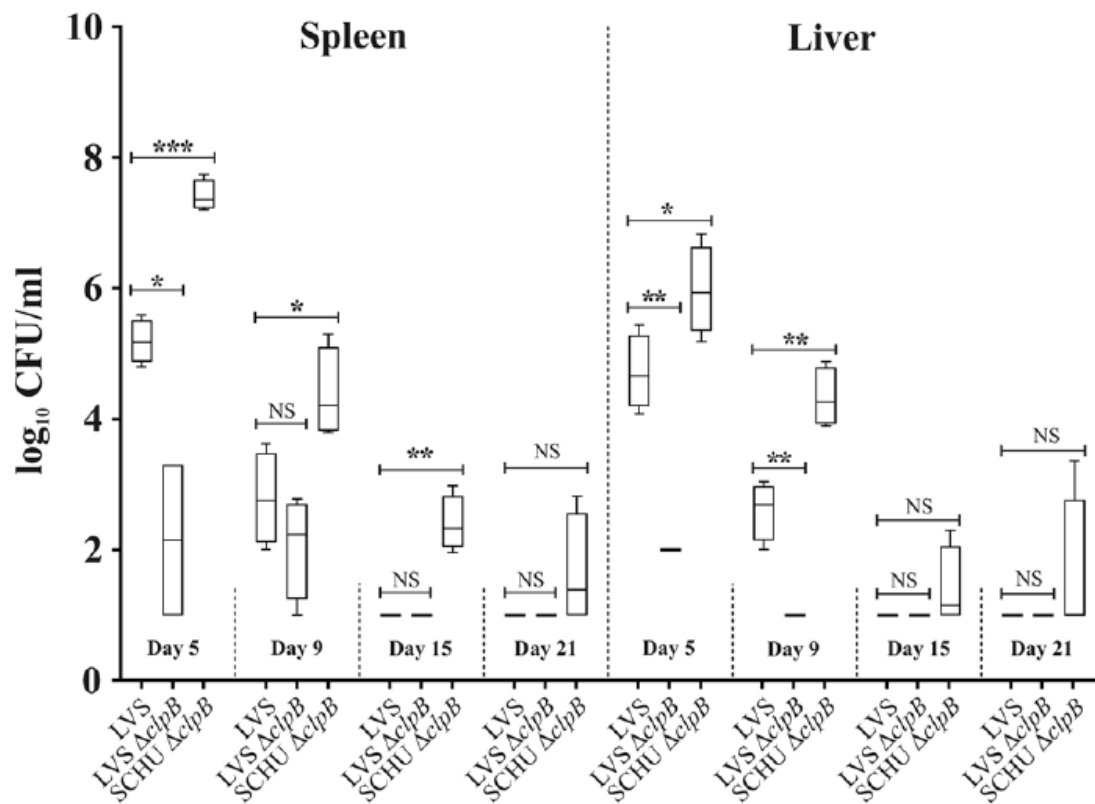 Spleen
Liver
log₁₀ CFU/ml
10
8
6
4
2
0
***
*
*
NS
**
NS
NS
NS
*
**
**
**
NS
NS
NS
NS
Day 5
Day 9
Day 15
Day 21
Day 5
Day 9
Day 15
Day 21
LVS
LVS ΔclpB
SCHU ΔclpB
LVS
LVS ΔclpB
SCHU ΔclpB
LVS
LVS ΔclpB
SCHU ΔclpB
LVS
LVS ΔclpB
SCHU ΔclpB
LVS
LVS ΔclpB
SCHU ΔclpB
LVS
LVS ΔclpB
SCHU ΔclpB
LVS
LVS ΔclpB
SCHU ΔclpB
LVS
LVS ΔclpB
SCHU ΔclpB